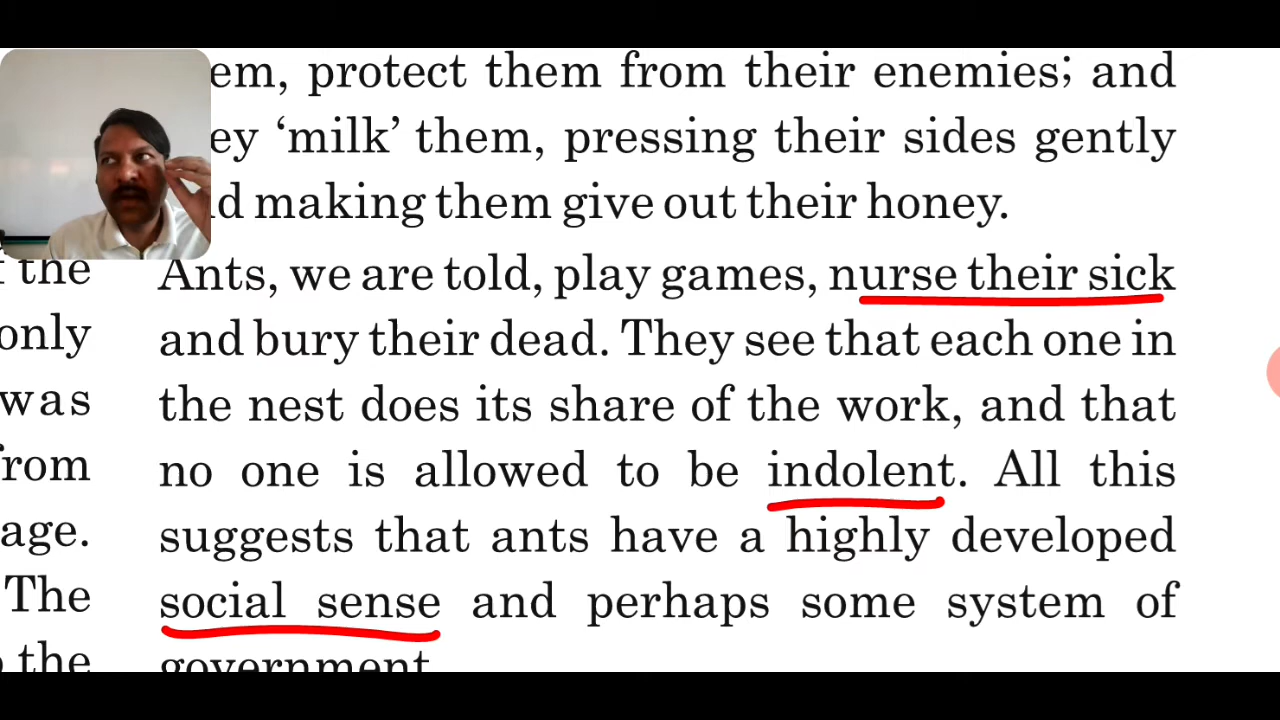 em, protect them from their enemies; and
ey ‘milk’ them, pressing their sides gently
d making them give out their honey.
Ants, we are told, play games, nurse their sick
and bury their dead. They see that each one in
the nest does its share of the work, and that
no one is allowed to be indolent. All this
suggests that ants have a highly developed
social sense and perhaps some system of
government.
the
only
was
from
age.
The
the